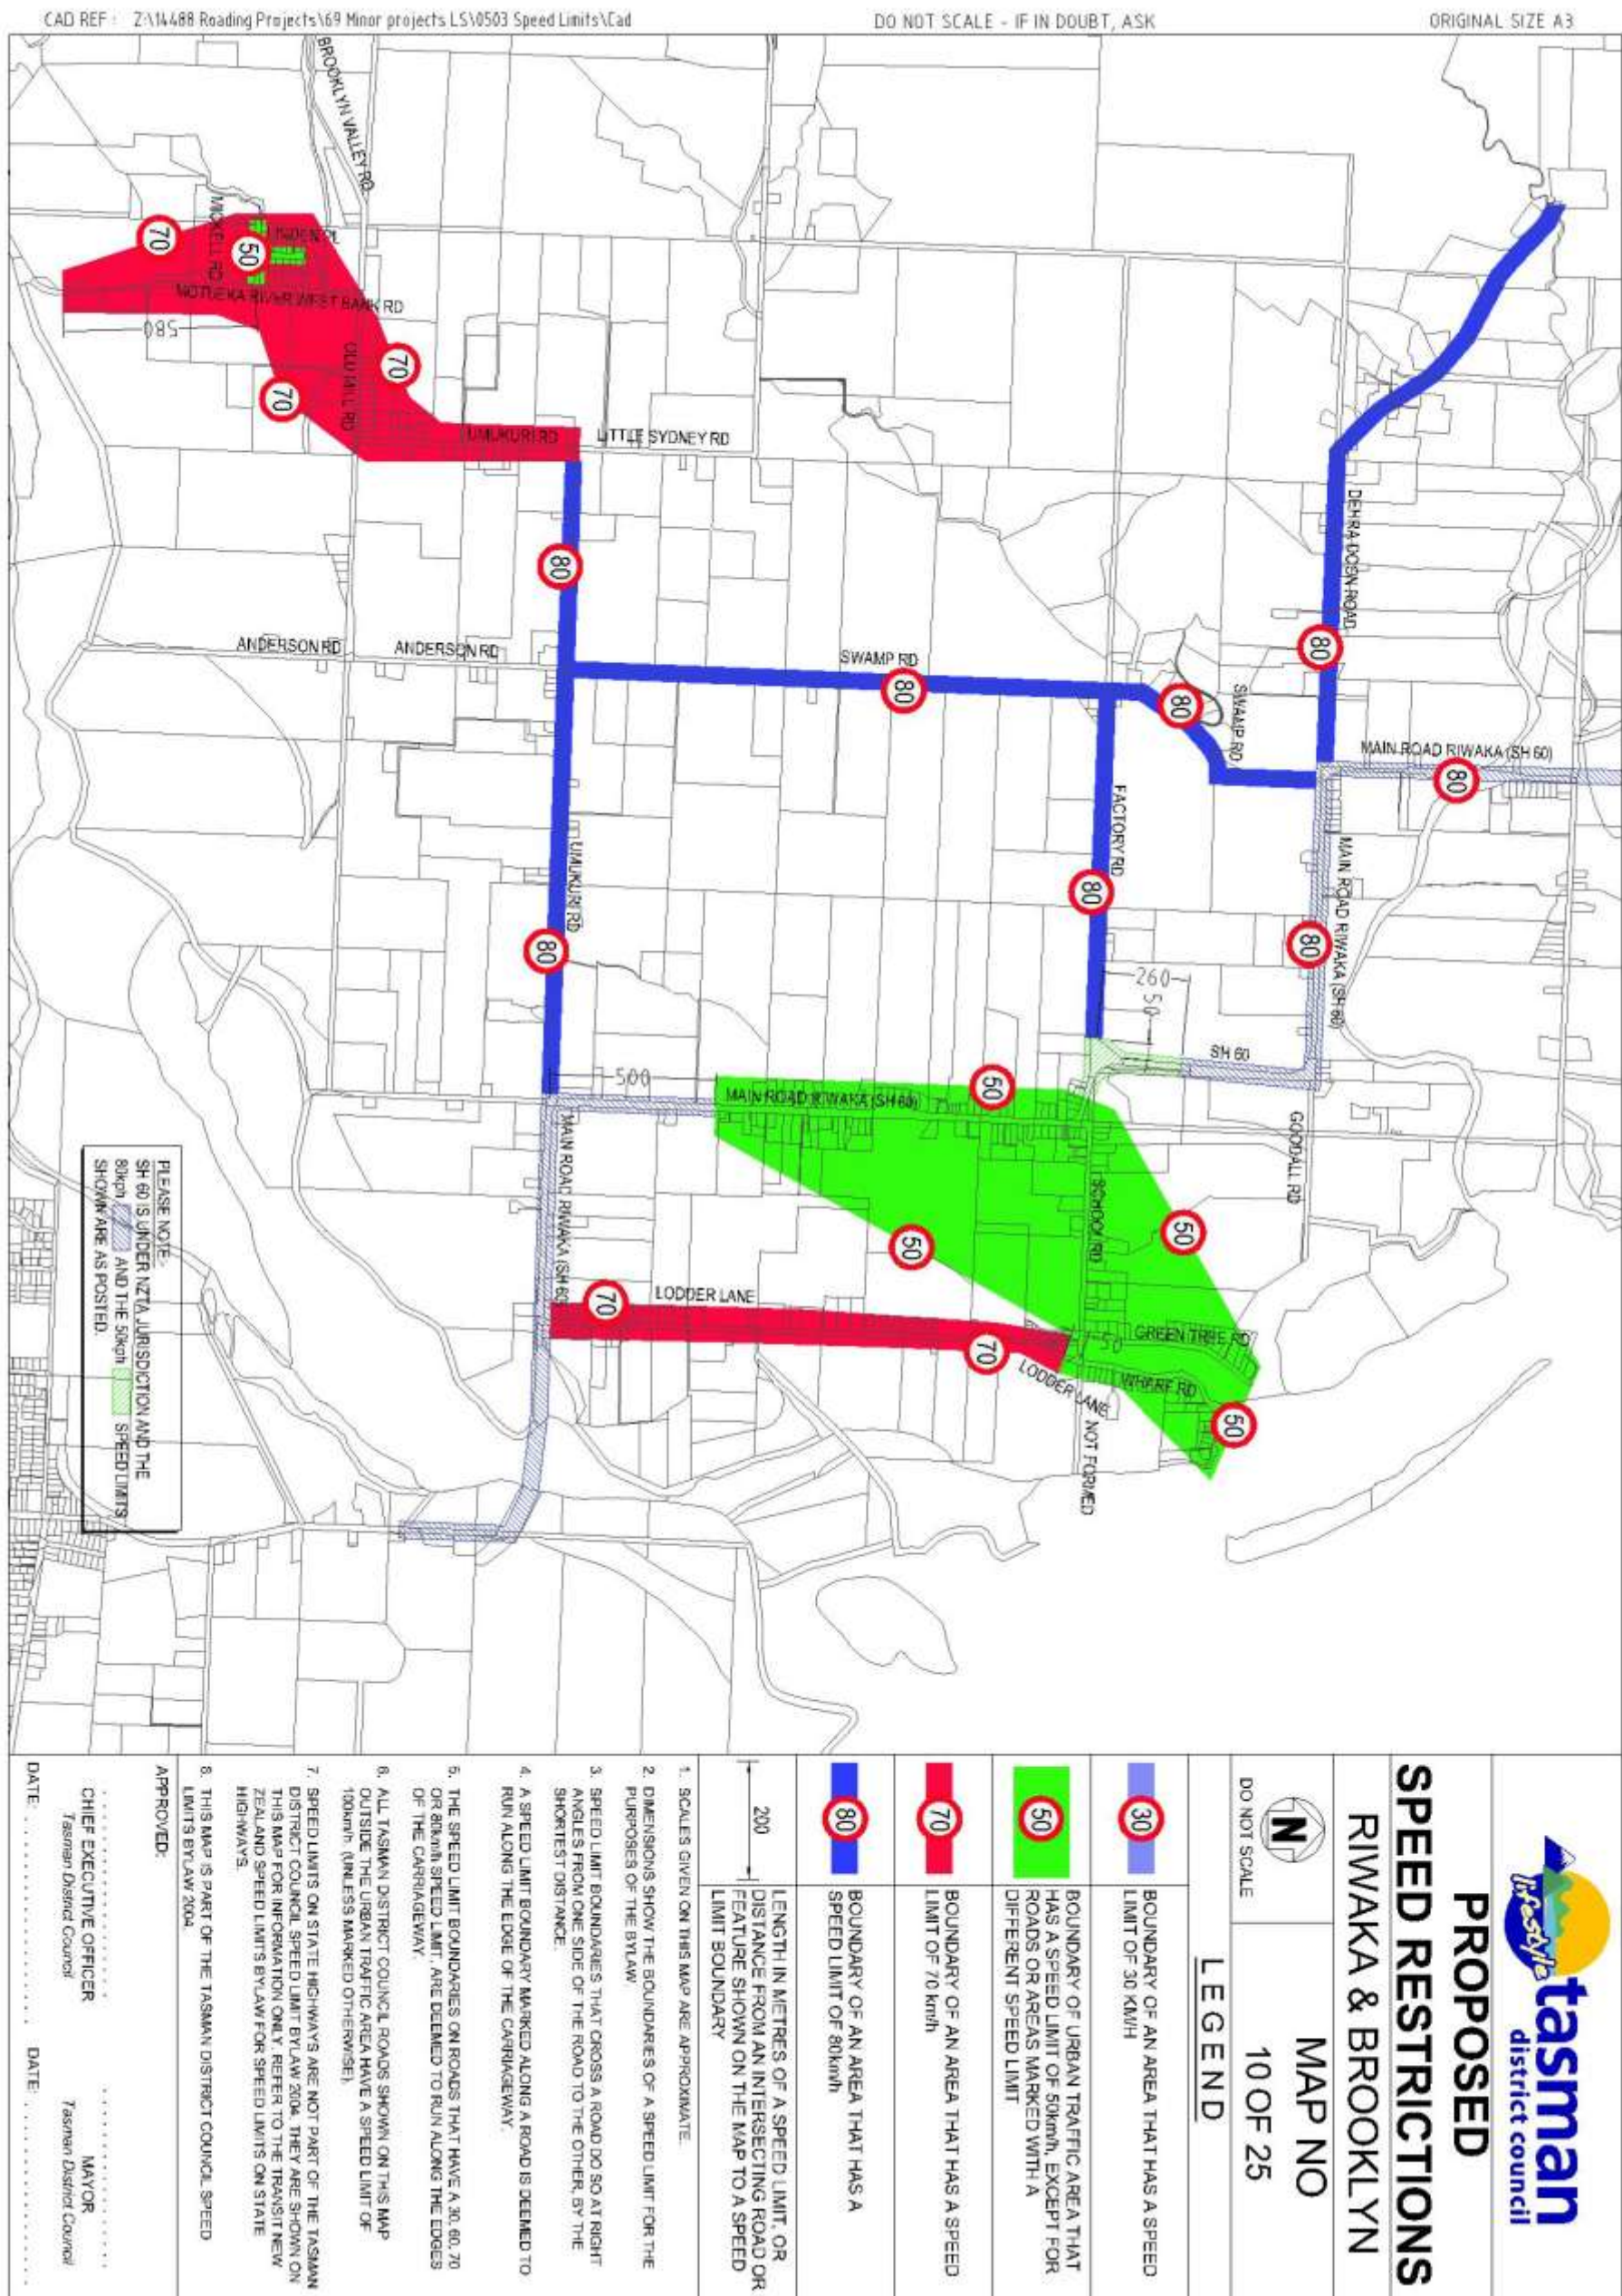 CAD REF : Z:\14488 Roading Projects\69 Minor projects LS\0503 Speed Limits\Cad
DO NOT SCALE - IF IN DOUBT, ASK
ORIGINAL SIZE A3
lifestyle
tasman
district council
PROPOSED
SPEED RESTRICTIONS
RIWAKA & BROOKLYN
N
DO NOT SCALE
MAP NO
10 OF 25
LEGEND
30
BOUNDARY OF AN AREA THAT HAS A SPEED
LIMIT OF 30 KM/H
50
BOUNDARY OF URBAN TRAFFIC AREA THAT
HAS A SPEED LIMIT OF 50km/h, EXCEPT FOR
ROADS OR AREAS MARKED WITH A
DIFFERENT SPEED LIMIT
70
BOUNDARY OF AN AREA THAT HAS A SPEED
LIMIT OF 70 km/h
80
BOUNDARY OF AN AREA THAT HAS A
SPEED LIMIT OF 80km/h
200
LENGTH IN METRES OF A SPEED LIMIT, OR
DISTANCE FROM AN INTERSECTING ROAD OR
FEATURE SHOWN ON THE MAP TO A SPEED
LIMIT BOUNDARY
1. SCALES GIVEN ON THIS MAP ARE APPROXIMATE.
2. DIMENSIONS SHOW THE BOUNDARIES OF A SPEED LIMIT FOR THE
PURPOSES OF THE BYLAW
3. SPEED LIMIT BOUNDARIES THAT CROSS A ROAD DO SO AT RIGHT
ANGLES FROM ONE SIDE OF THE ROAD TO THE OTHER, BY THE
SHORTEST DISTANCE.
4. A SPEED LIMIT BOUNDARY MARKED ALONG A ROAD IS DEEMED TO
RUN ALONG THE EDGE OF THE CARRIAGEWAY.
5. THE SPEED LIMIT BOUNDARIES ON ROADS THAT HAVE A 30, 60, 70
OR 80km/h SPEED LIMIT, ARE DEEMED TO RUN ALONG THE EDGES
OF THE CARRIAGEWAY.
6. ALL TASMAN DISTRICT COUNCIL ROADS SHOWN ON THIS MAP
OUTSIDE THE URBAN TRAFFIC AREA HAVE A SPEED LIMIT OF
100km/h (UNLESS MARKED OTHERWISE).
7. SPEED LIMITS ON STATE HIGHWAYS ARE NOT PART OF THE TASMAN
DISTRICT COUNCIL SPEED LIMIT BYLAW 2004. THEY ARE SHOWN ON
THIS MAP FOR INFORMATION ONLY. REFER TO THE TRANSIT NEW
ZEALAND SPEED LIMITS BYLAW FOR SPEED LIMITS ON STATE
HIGHWAYS.
8. THIS MAP IS PART OF THE TASMAN DISTRICT COUNCIL SPEED
LIMITS BYLAW 2004.
APPROVED:
CHIEF EXECUTIVE OFFICER
Tasman District Council
MAYOR
Tasman District Council
DATE:
DATE:
BROOKLYN VALLEY RD
MICKELL RD
MOTUEKA RIVER WEST BANK RD
OLD MILL RD
UMUKURI RD
LITTLE SYDNEY RD
70
50
70
70
580
DEHRA DOEN ROAD
80
80
ANDERSON RD
ANDERSON RD
SWAMP RD
80
80
SWAMP RD
MAIN ROAD RIWAKA (SH 60)
80
UMUKURI RD
80
FACTORY RD
80
MAIN ROAD RIWAKA (SH 60)
80
260
50
SH 60
500
MAIN ROAD RIWAKA (SH 60)
50
GOODALL RD
MAIN ROAD RIWAKA (SH 60)
SCHOOL RD
50
50
LODDER LANE
70
70
50
GREEN TREE RD
LODDER LANE
WHARF RD
50
NOT FORMED
PLEASE NOTE:-
SH 60 IS UNDER NZTA JURISDICTION AND THE
80kph AND THE 50kph SPEED LIMITS
SHOWN ARE AS POSTED.